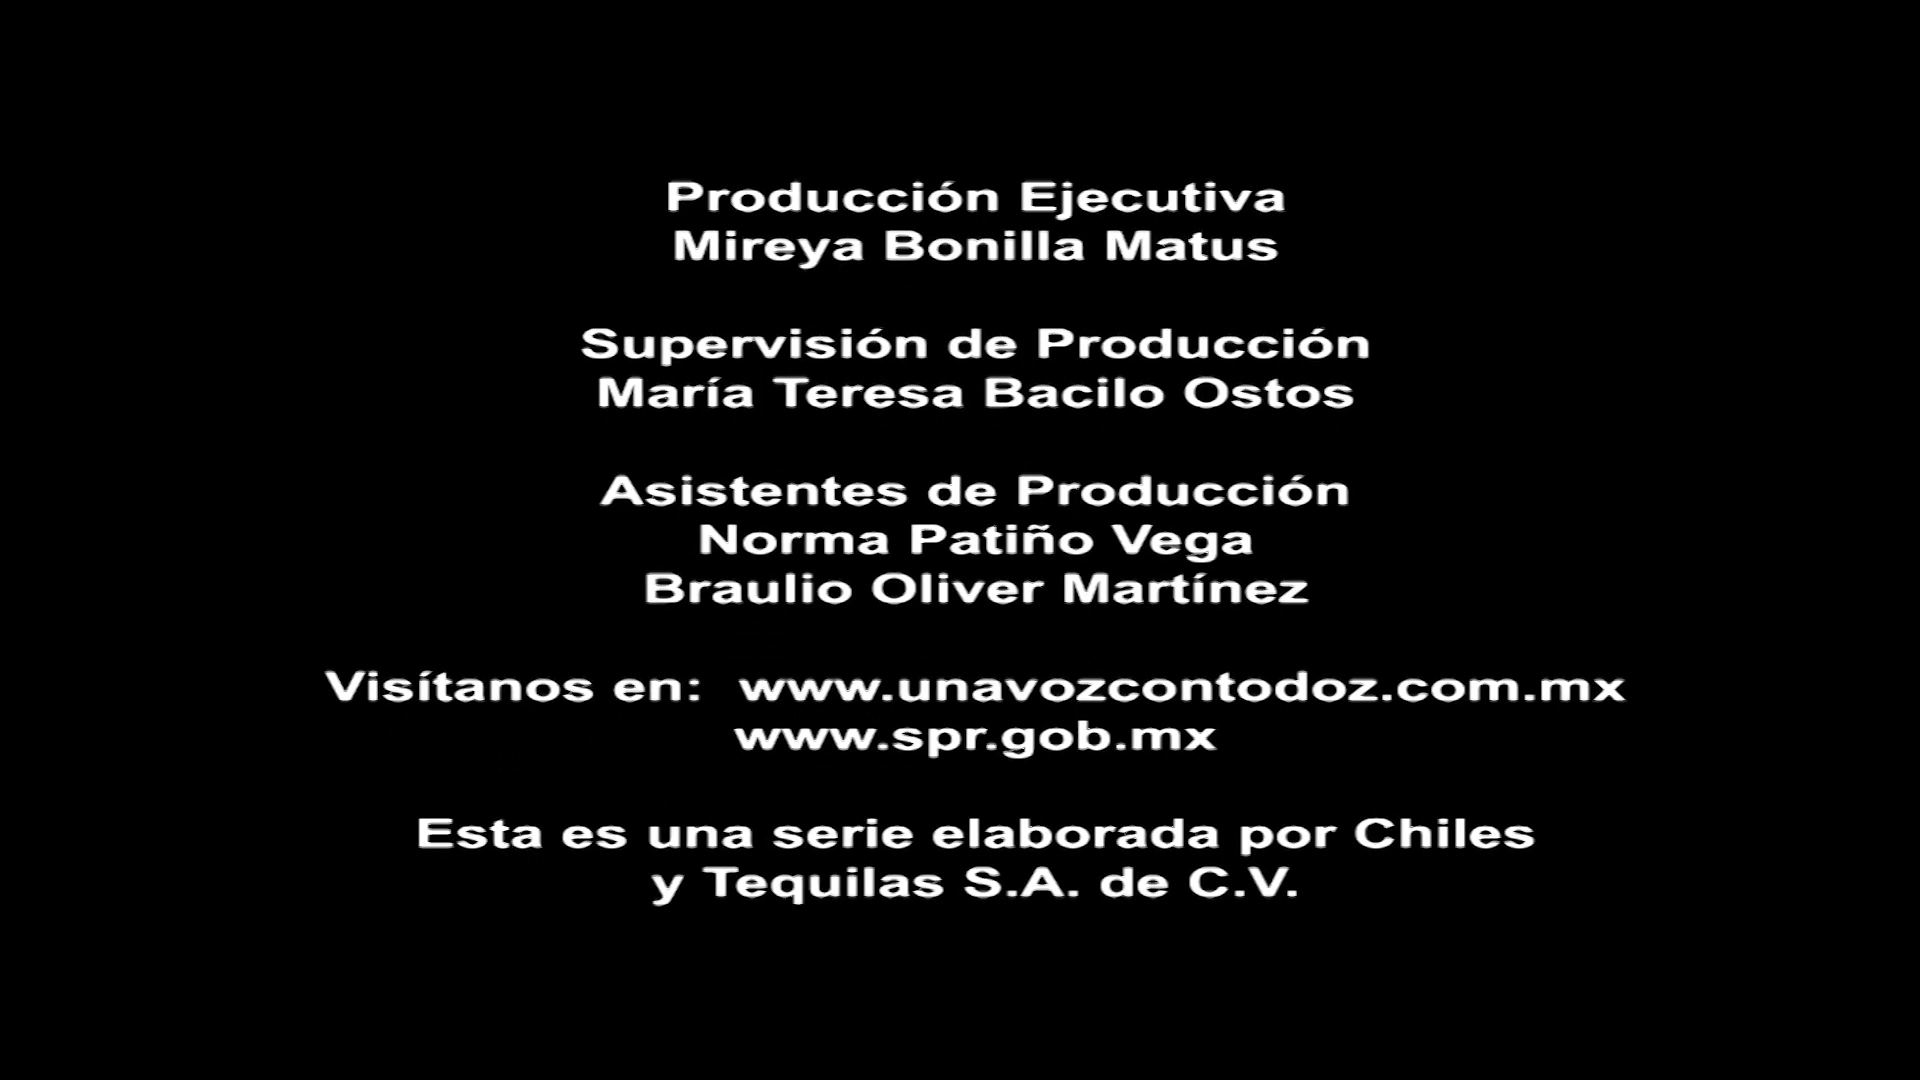 Producción Ejecutiva
Mireya Bonilla Matus
Supervisión de Producción
María Teresa Bacilo Ostos
Asistentes de Producción
Norma Patiño Vega
Braulio Oliver Martínez
Visítanos en:  www.unavozcontodoz.com.mx
www.spr.gob.mx
Esta es una serie elaborada por Chiles
y Tequilas S.A. de C.V.